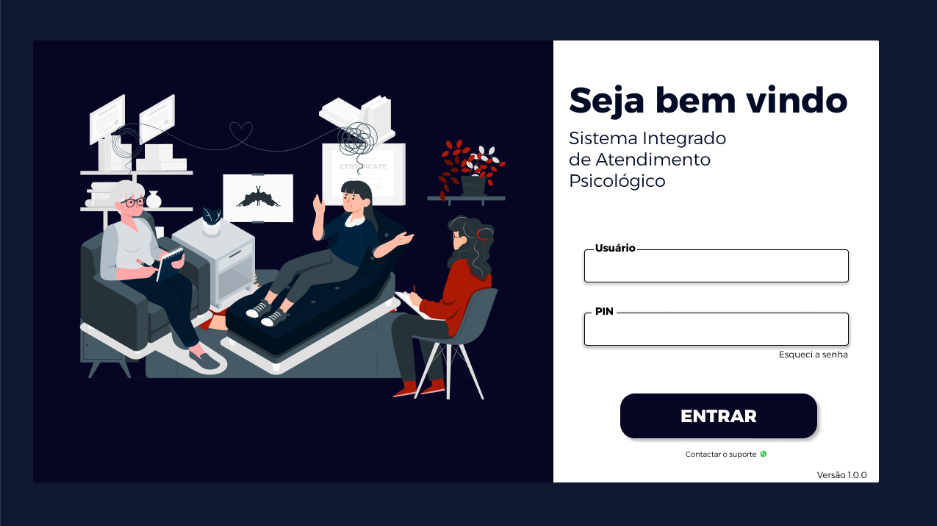 CERTIFICATE
Seja bem vindo
Sistema Integrado
de Atendimento
Psicológico
Usuário
PIN
Esqueci a senha
ENTRAR
Contactar o suporte
Versão 1.0.0